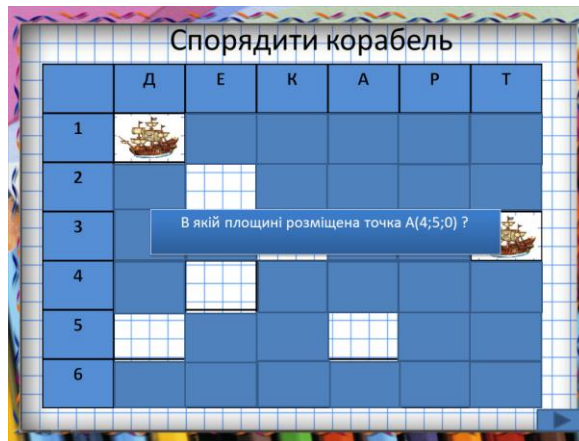 Спорядити корабель
Д Е К А Р Т
1
2
В якій площині розміщена точка А(4;5;0) ?
3
4
5
6